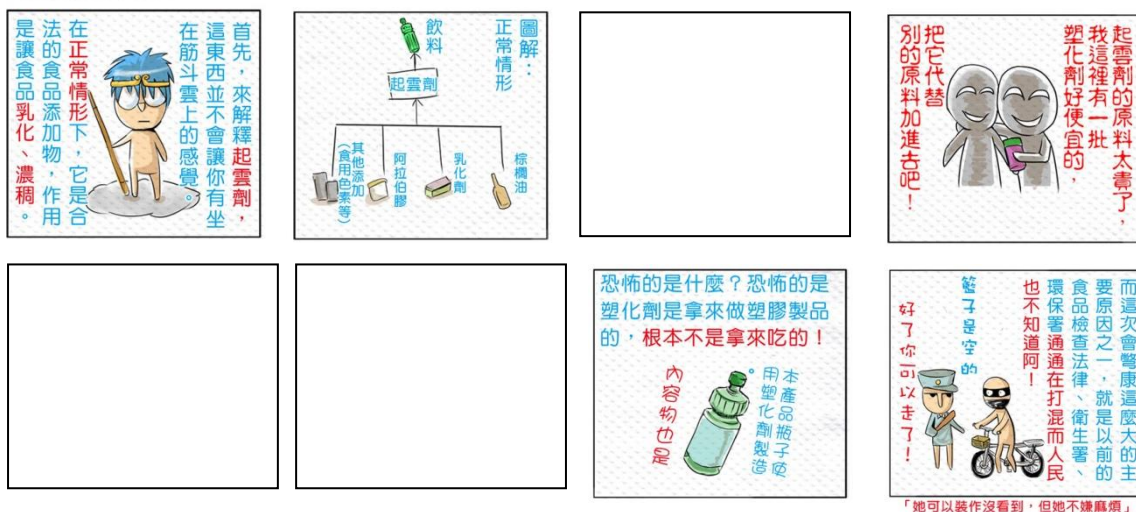 首先，來解釋起雲劑，
這東西並不會讓你有坐
在筋斗雲上的感覺。
在正常情形下，它是合
法的食品添加物，作用
是讓食品乳化、濃稠。
圖解：
正常情形
飲料
起雲劑
棕櫚油
乳化劑
阿拉伯膠
其他添加
（食用色素等）
起雲劑的原料太貴了，
我這裡有一批
塑化劑好便宜的，
把它代替
別的原料加進去吧！
恐怖的是什麼？恐怖的是
塑化劑是拿來做塑膠製品
的，根本不是拿來吃的！
本產品瓶子使
用塑化劑製造
。
內容物也是
而這次會彆康這麼大的主
要原因之一，就是以前的
食品檢查法律、衛生署、
環保署通通在打混而人民
也不知道阿！
籃子是空的
好了你可以走了！
「她可以裝作沒看到，但她不嫌麻煩」